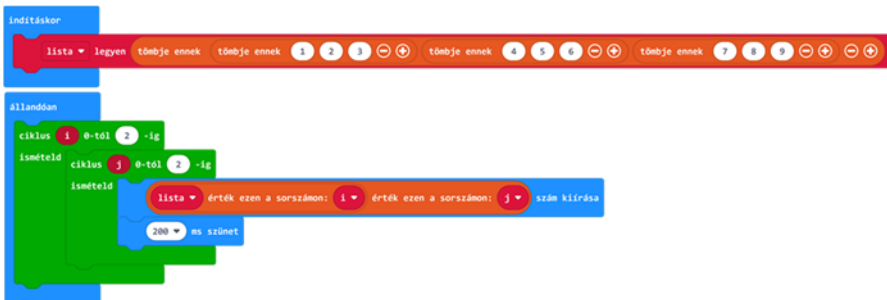 indításkor
lista legyen tömbje ennek tömbje ennek 1 2 3 tömbje ennek 4 5 6 tömbje ennek 7 8 9
állandóan
ciklus i 0-tól 2 -ig
ismételd
ciklus j 0-tól 2 -ig
ismételd
lista érték ezen a sorszámon: i érték ezen a sorszámon: j szám kiírása
200 ms szünet